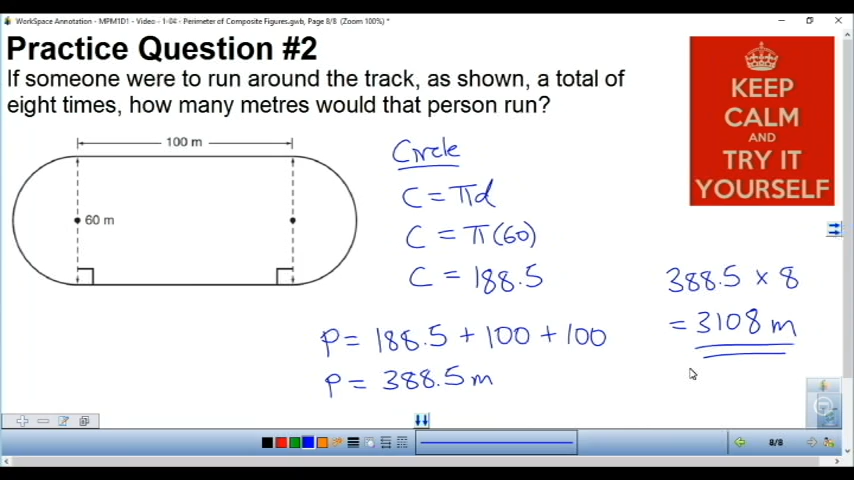 WorkSpace Annotation - MPM1D1 - Video - 1-04 - Perimeter of Composite Figures.gwb, Page 8/8 (Zoom 100%) *
Practice Question #2
If someone were to run around the track, as shown, a total of
eight times, how many metres would that person run?
100 m
60 m
Circle
C = πd
C = π(60)
C = 188.5
P = 188.5 + 100 + 100
P = 388.5 m
388.5 x 8
= 3108 m
KEEP
CALM
AND
TRY IT
YOURSELF
8/8